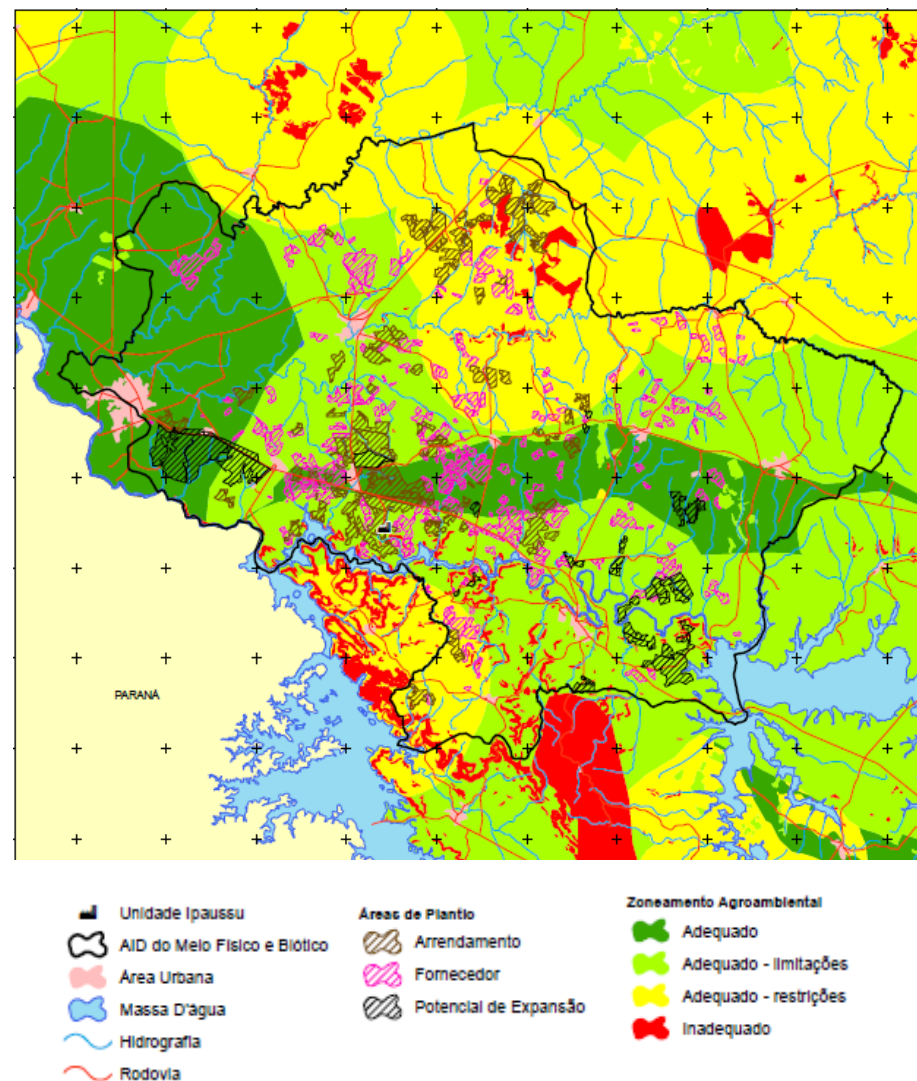 PARANÁ
Unidade Ipaussu
AID do Meio Físico e Biótico
Área Urbana
Massa D'água
Hidrografia
Rodovia
Áreas de Plantio
Arrendamento
Fornecedor
Potencial de Expansão
Zoneamento Agroambiental
Adequado
Adequado - limitações
Adequado - restrições
Inadequado